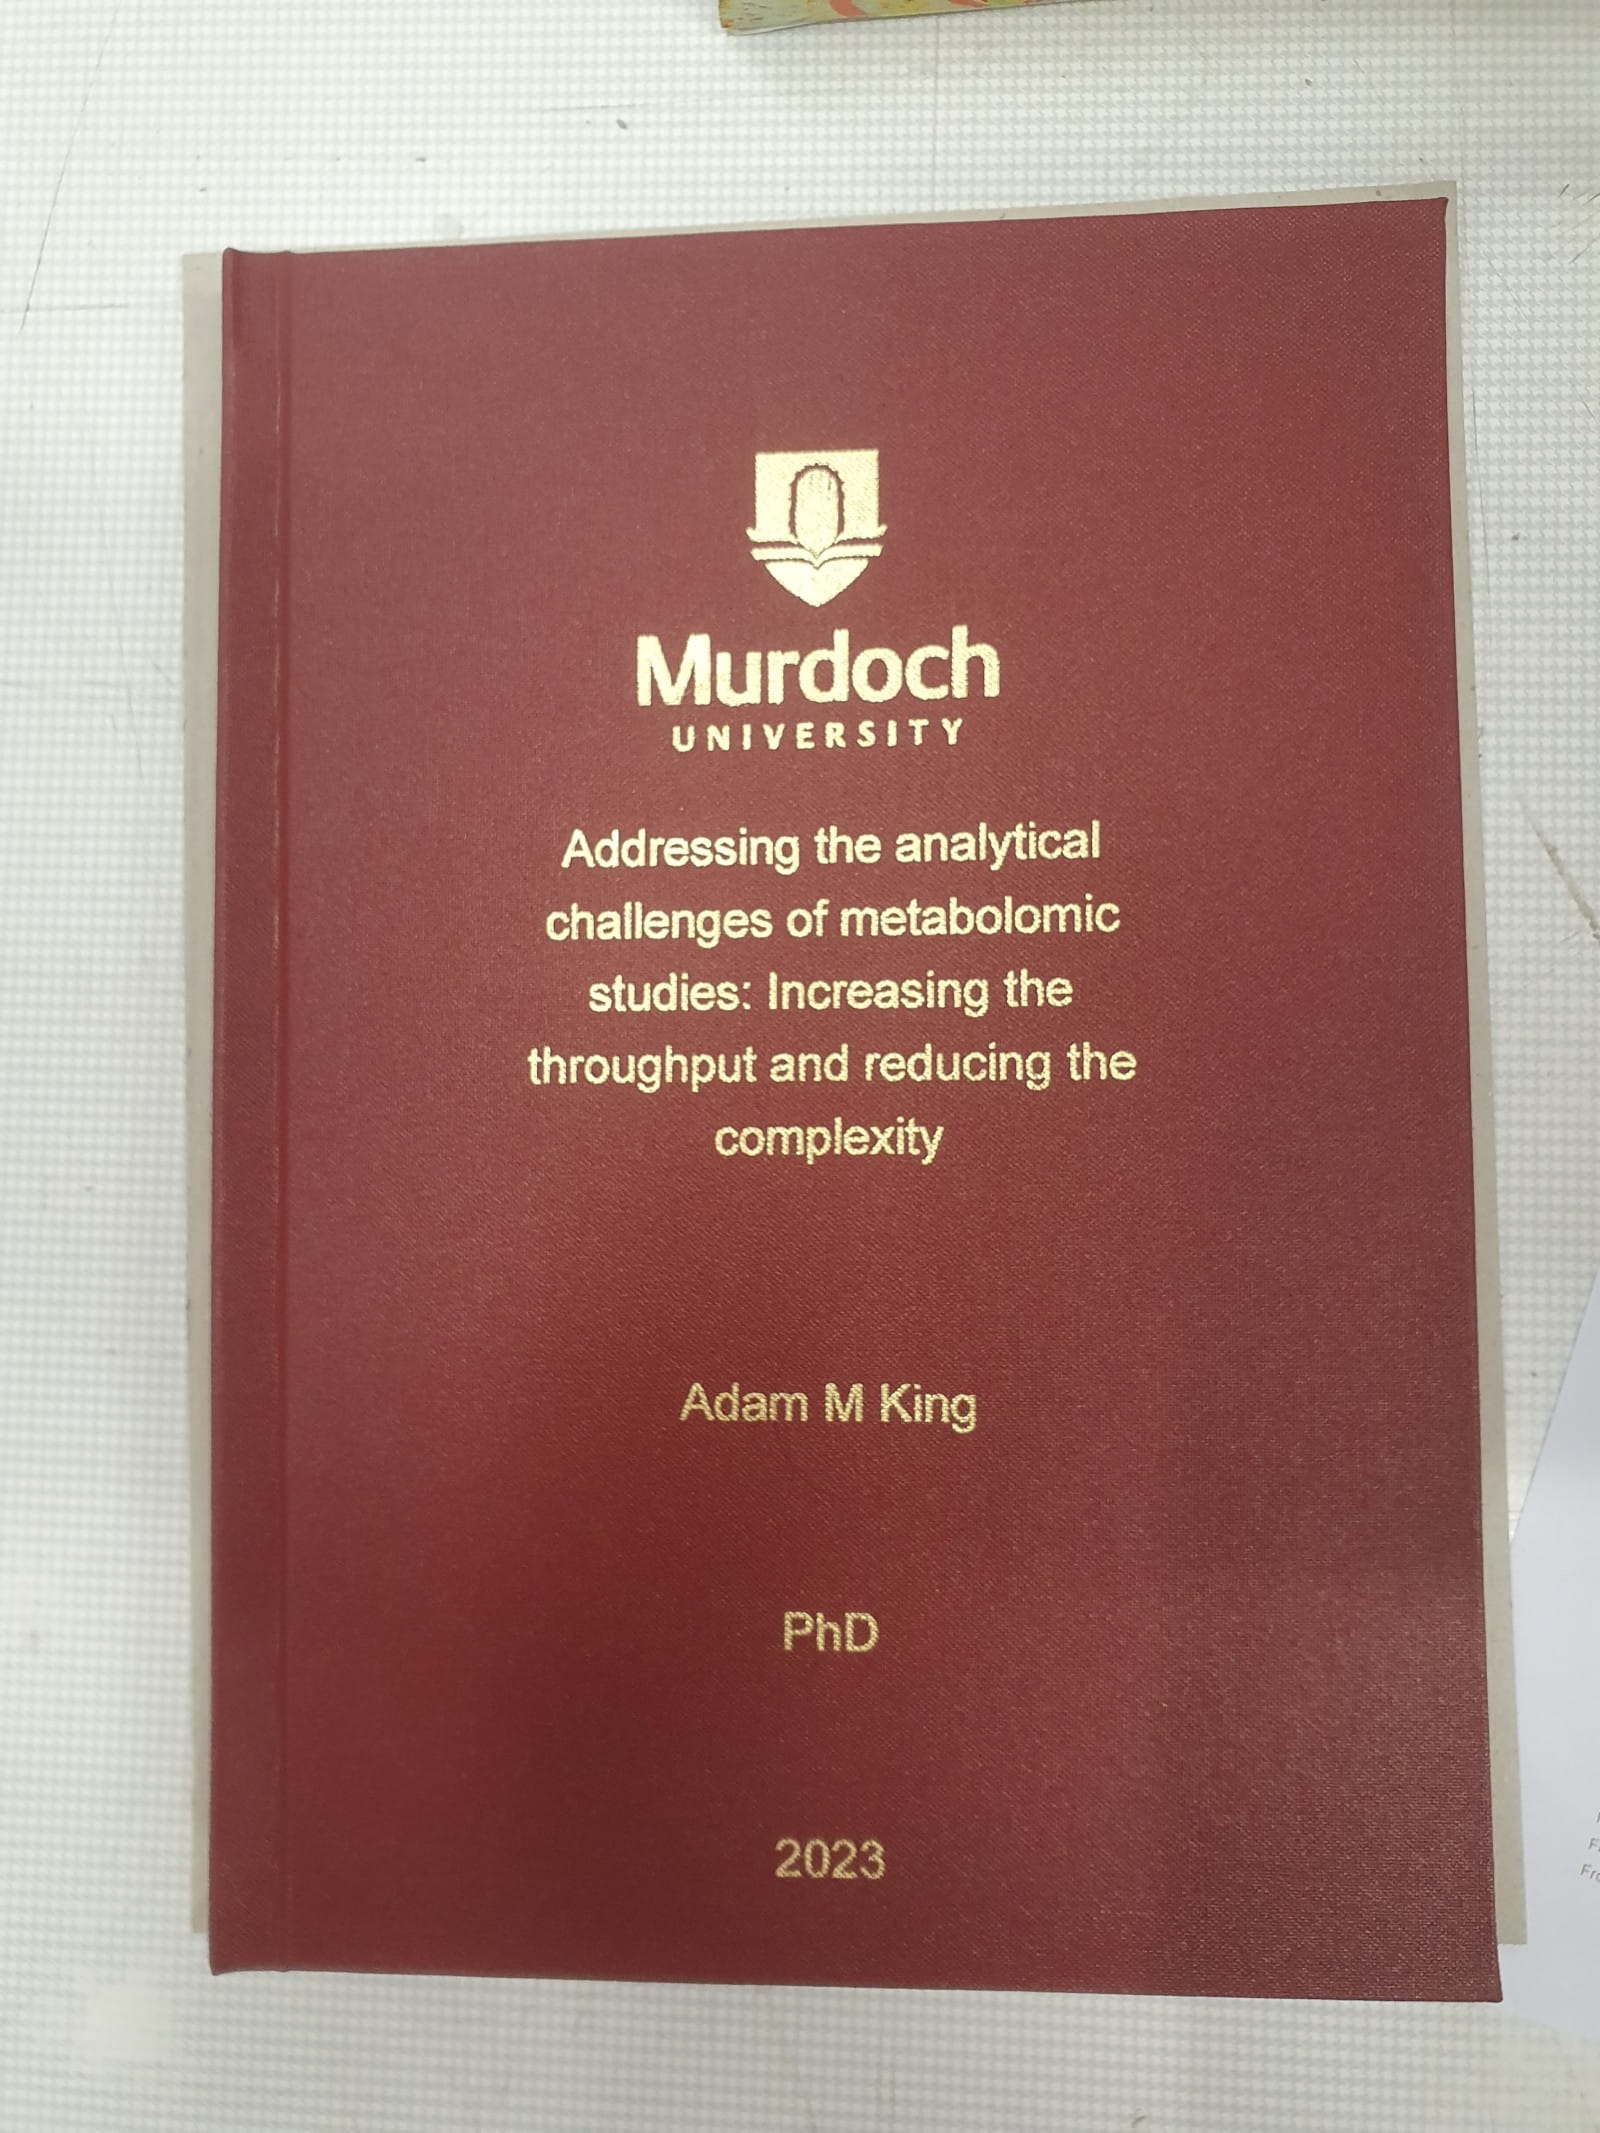 Murdoch
UNIVERSITY
Addressing the analytical
challenges of metabolomic
studies: Increasing the
throughput and reducing the
complexity
Adam M King
PhD
2023